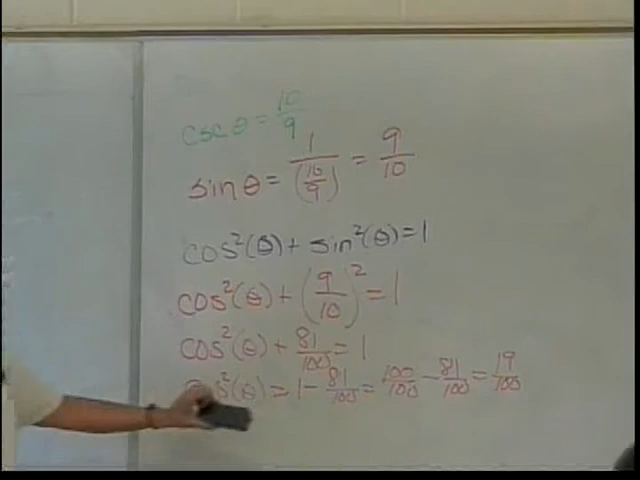 csc θ = 10/9
sin θ = 1/(10/9) = 9/10
cos²(θ) + sin²(θ) = 1
cos²(θ) + (9/10)² = 1
cos²(θ) + 81/100 = 1
cos²(θ) = 1 - 81/100 = 100/100 - 81/100 = 19/100